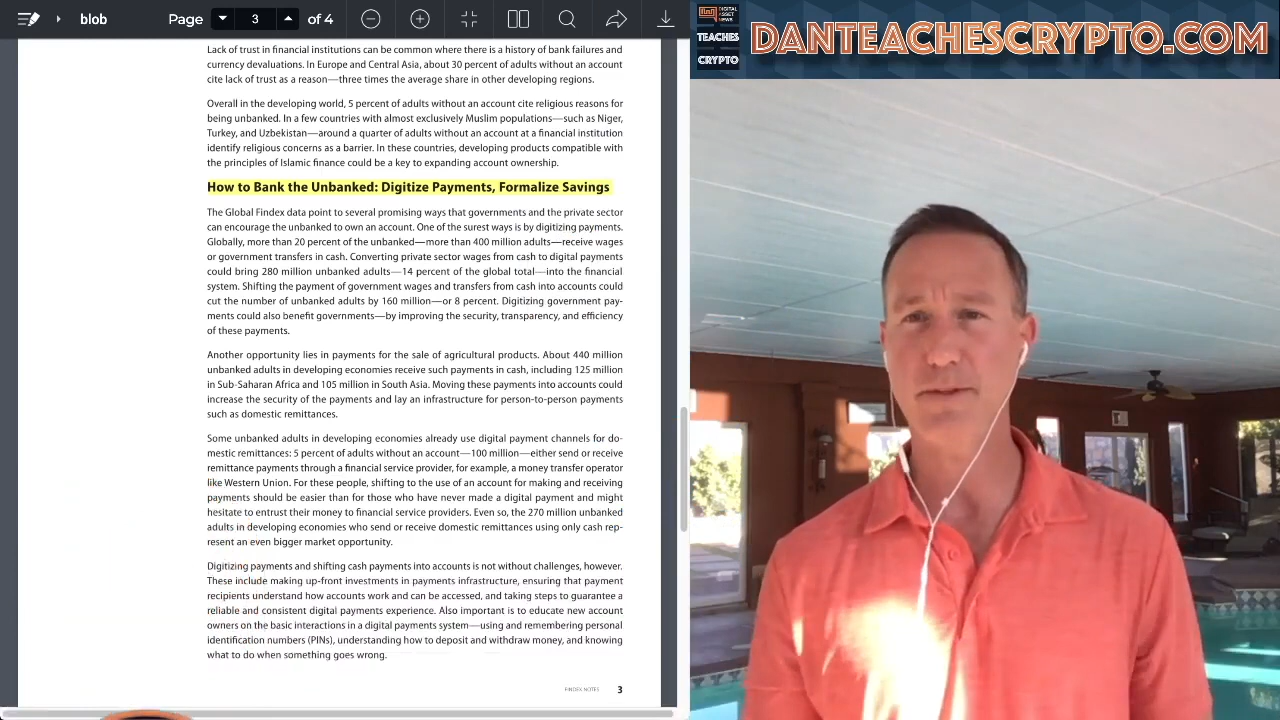 blob
Page 3 of 4
DIGITAL
ASSET
NEWS
TEACHES
CRYPTO
DANTEACHESCRYPTO.COM
Lack of trust in financial institutions can be common where there is a history of bank failures and
currency devaluations. In Europe and Central Asia, about 30 percent of adults without an account
cite lack of trust as a reason—three times the average share in other developing regions.
Overall in the developing world, 5 percent of adults without an account cite religious reasons for
being unbanked. In a few countries with almost exclusively Muslim populations—such as Niger,
Turkey, and Uzbekistan—around a quarter of adults without an account at a financial institution
identify religious concerns as a barrier. In these countries, developing products compatible with
the principles of Islamic finance could be a key to expanding account ownership.
How to Bank the Unbanked: Digitize Payments, Formalize Savings
The Global Findex data point to several promising ways that governments and the private sector
can encourage the unbanked to own an account. One of the surest ways is by digitizing payments.
Globally, more than 20 percent of the unbanked—more than 400 million adults—receive wages
or government transfers in cash. Converting private sector wages from cash to digital payments
could bring 280 million unbanked adults—14 percent of the global total—into the financial
system. Shifting the payment of government wages and transfers from cash into accounts could
cut the number of unbanked adults by 160 million—or 8 percent. Digitizing government pay-
ments could also benefit governments—by improving the security, transparency, and efficiency
of these payments.
Another opportunity lies in payments for the sale of agricultural products. About 440 million
unbanked adults in developing economies receive such payments in cash, including 125 million
in Sub-Saharan Africa and 105 million in South Asia. Moving these payments into accounts could
increase the security of the payments and lay an infrastructure for person-to-person payments
such as domestic remittances.
Some unbanked adults in developing economies already use digital payment channels for do-
mestic remittances: 5 percent of adults without an account—100 million—either send or receive
remittance payments through a financial service provider, for example, a money transfer operator
like Western Union. For these people, shifting to the use of an account for making and receiving
payments should be easier than for those who have never made a digital payment and might
hesitate to entrust their money to financial service providers. Even so, the 270 million unbanked
adults in developing economies who send or receive domestic remittances using only cash rep-
resent an even bigger market opportunity.
Digitizing payments and shifting cash payments into accounts is not without challenges, however.
These include making up-front investments in payments infrastructure, ensuring that payment
recipients understand how accounts work and can be accessed, and taking steps to guarantee a
reliable and consistent digital payments experience. Also important is to educate new account
owners on the basic interactions in a digital payments system—using and remembering personal
identification numbers (PINs), understanding how to deposit and withdraw money, and knowing
what to do when something goes wrong.
FINDEX NOTES 3